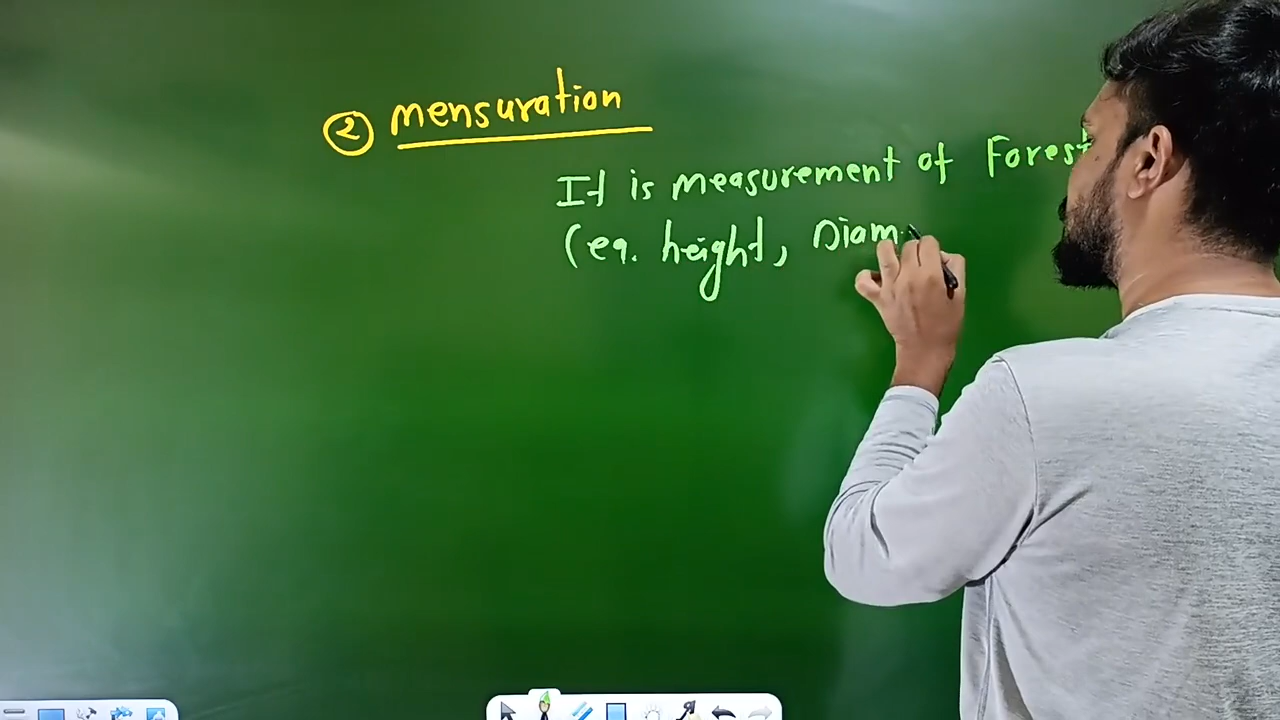 ② mensuration
It is measurement of Forest
(eg. height, Diam